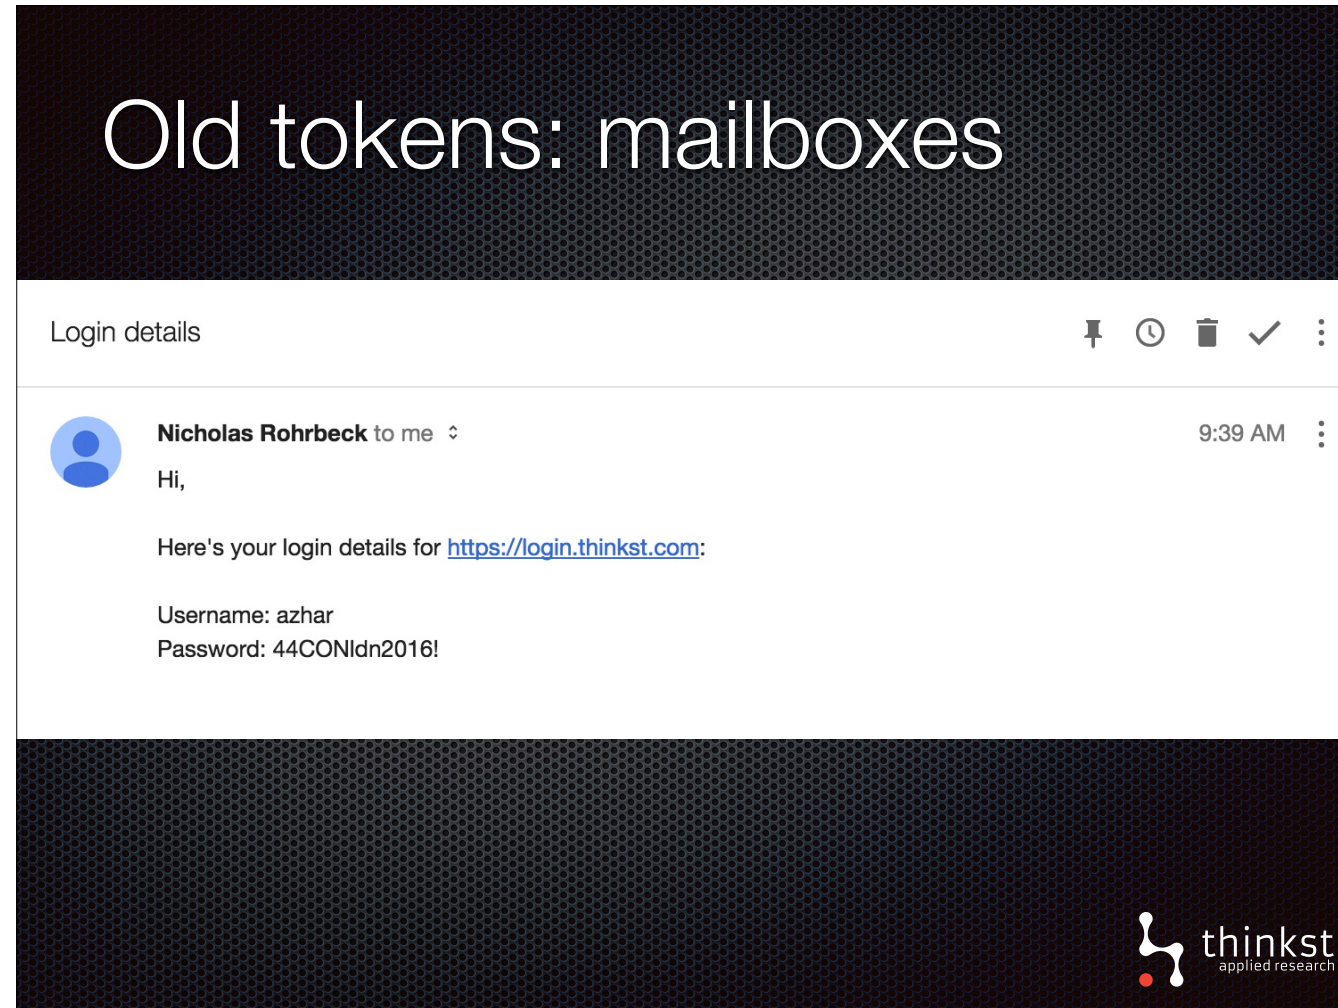 Old tokens: mailboxes
Login details
Nicholas Rohrbeck to me
9:39 AM
Hi,
Here's your login details for https://login.thinkst.com:
Username: azhar
Password: 44CONldn2016!
thinkst
applied research